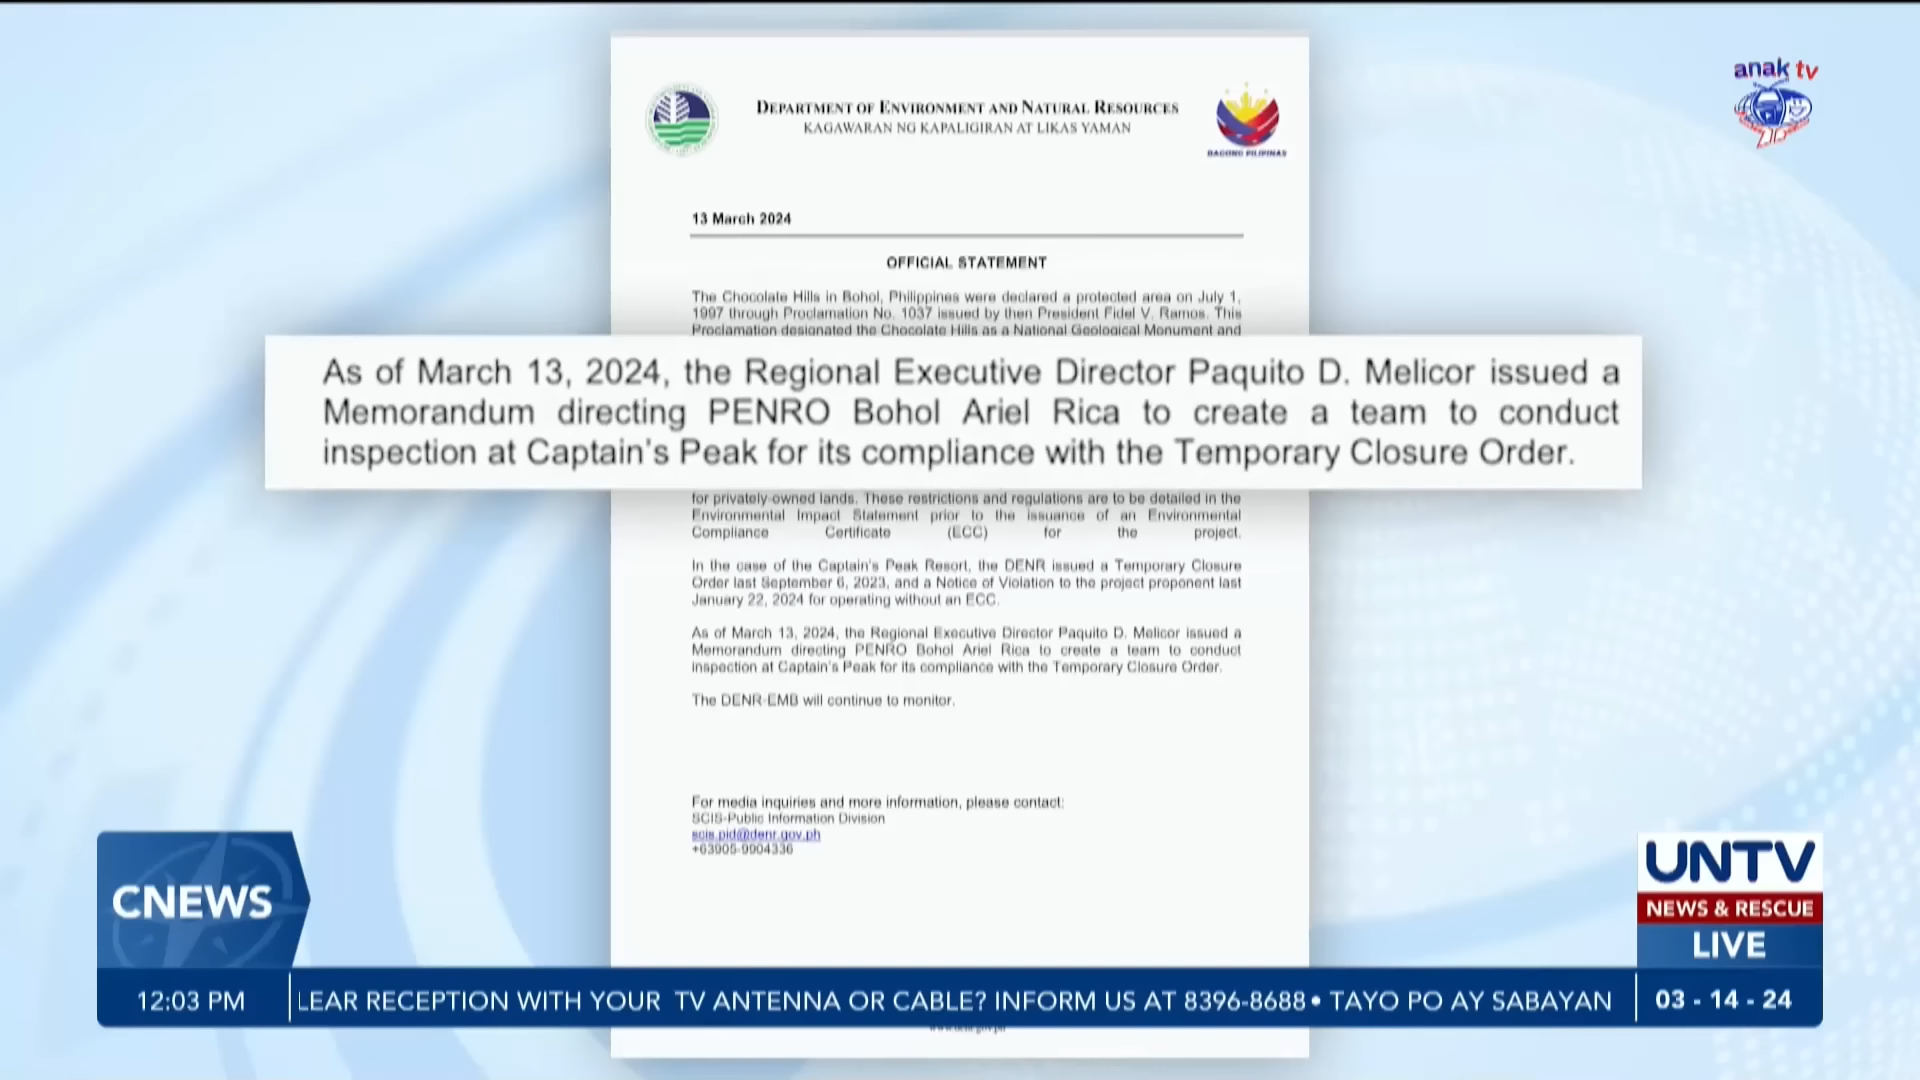 anak tv
DEPARTMENT OF ENVIRONMENT AND NATURAL RESOURCES
KAGAWARAN NG KAPALIGIRAN AT LIKAS YAMAN
BAGONG PILIPINAS
13 March 2024
OFFICIAL STATEMENT
The Chocolate Hills in Bohol, Philippines were declared a protected area on July 1,
1997 through Proclamation No. 1037 issued by then President Fidel V. Ramos. This
Proclamation designated the Chocolate Hills as a National Geological Monument and
As of March 13, 2024, the Regional Executive Director Paquito D. Melicor issued a
Memorandum directing PENRO Bohol Ariel Rica to create a team to conduct
inspection at Captain's Peak for its compliance with the Temporary Closure Order.
for privately-owned lands. These restrictions and regulations are to be detailed in the
Environmental Impact Statement prior to the issuance of an Environmental
Compliance Certificate (ECC) for the project.
In the case of the Captain's Peak Resort, the DENR issued a Temporary Closure
Order last September 6, 2023, and a Notice of Violation to the project proponent last
January 22, 2024 for operating without an ECC.
As of March 13, 2024, the Regional Executive Director Paquito D. Melicor issued a
Memorandum directing PENRO Bohol Ariel Rica to create a team to conduct
inspection at Captain's Peak for its compliance with the Temporary Closure Order.
The DENR-EMB will continue to monitor.
For media inquiries and more information, please contact:
SCIS-Public Information Division
scis.pid@denr.gov.ph
+63905-9904336
CNEWS
UNTV
NEWS & RESCUE
LIVE
12:03 PM
LEAR RECEPTION WITH YOUR TV ANTENNA OR CABLE? INFORM US AT 8396-8688 • TAYO PO AY SABAYAN
03 - 14 - 24